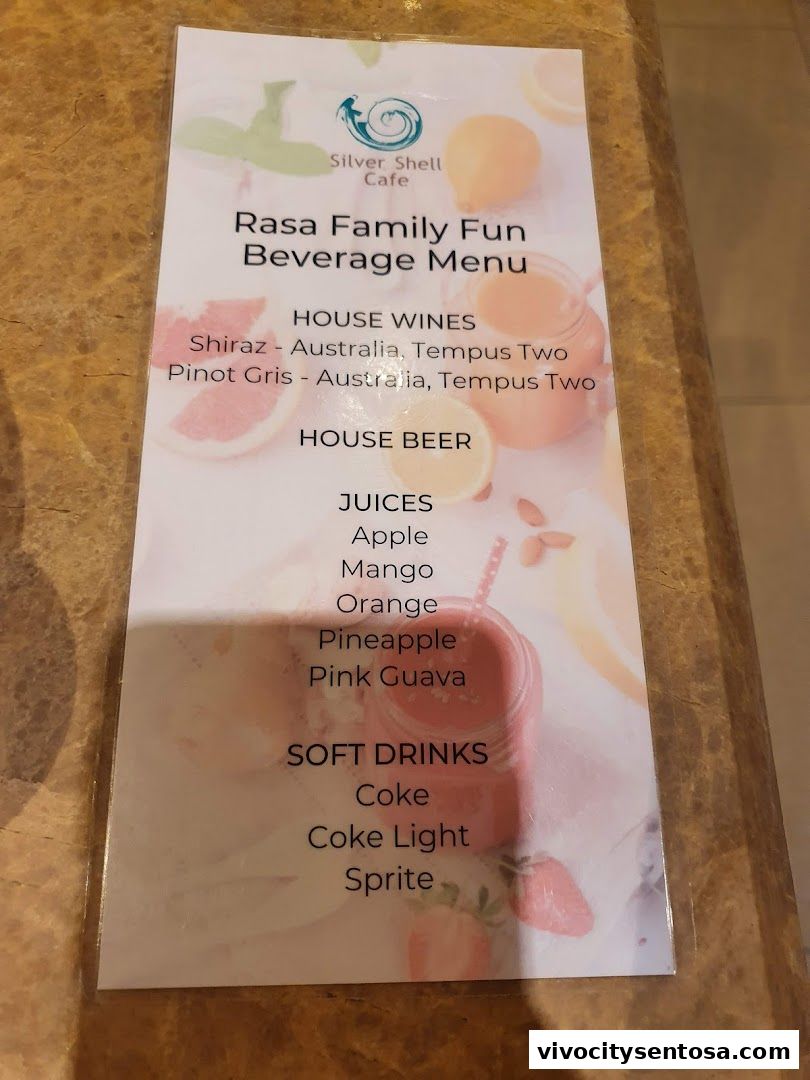 Silver Shell
Cafe
Rasa Family Fun
Beverage Menu
HOUSE WINES
Shiraz - Australia, Tempus Two
Pinot Gris - Australia, Tempus Two
HOUSE BEER
JUICES
Apple
Mango
Orange
Pineapple
Pink Guava
SOFT DRINKS
Coke
Coke Light
Sprite
vivocitysentosa.com